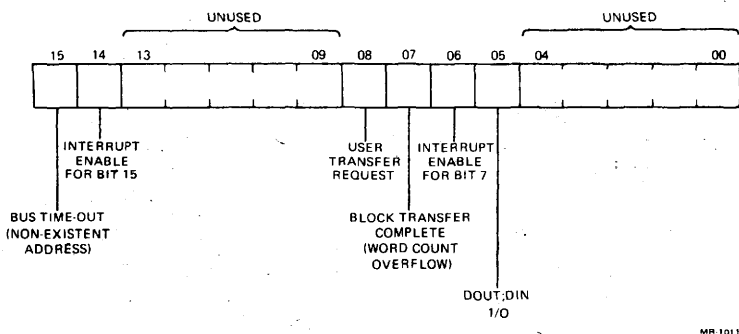 UNUSED
UNUSED
15 14 13 09 08 07 06 05 04 00
INTERRUPT
ENABLE
FOR BIT 15
USER
TRANSFER
REQUEST
INTERRUPT
ENABLE
FOR BIT 7
BUS TIME-OUT
(NON-EXISTENT
ADDRESS)
BLOCK TRANSFER
COMPLETE
(WORD COUNT
OVERFLOW)
DOUT;DIN
1/0
MR-1011